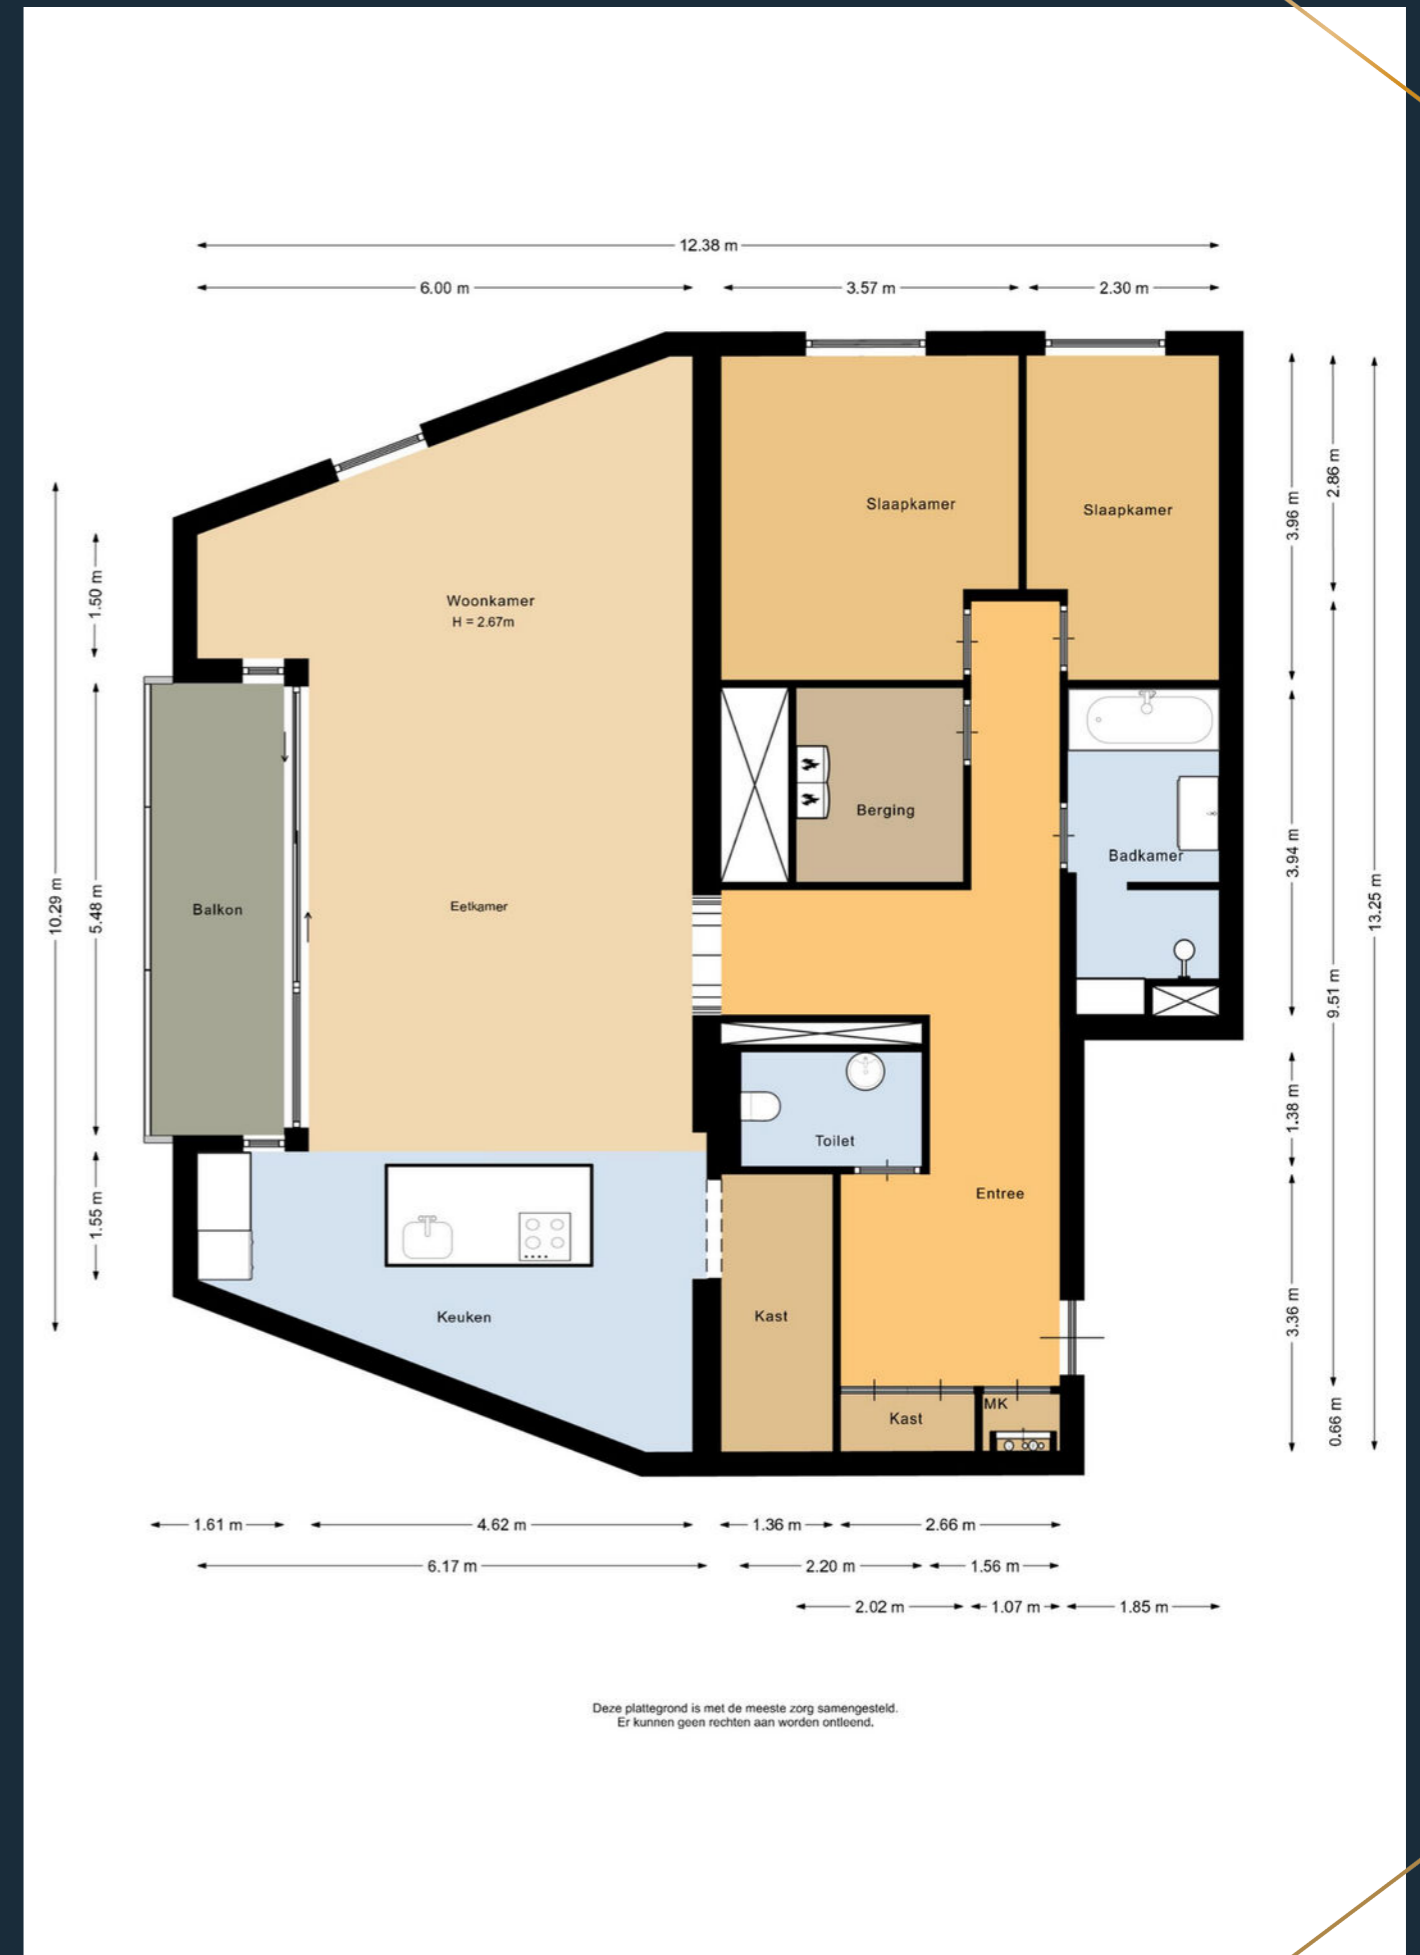 12.38 m
6.00 m
3.57 m
2.30 m
Slaapkamer
Slaapkamer
2.86 m
3.96 m
Woonkamer
H = 2.67m
1.50 m
Berging
Badkamer
3.94 m
Balkon
Eetkamer
10.29 m
5.48 m
13.25 m
9.51 m
1.38 m
Toilet
Entree
1.55 m
Keuken
Kast
3.36 m
MK
Kast
0.66 m
1.61 m
4.62 m
1.36 m
2.66 m
6.17 m
2.20 m
1.56 m
2.02 m
1.07 m
1.85 m
Deze plattegrond is met de meeste zorg samengesteld.
Er kunnen geen rechten aan worden ontleend.